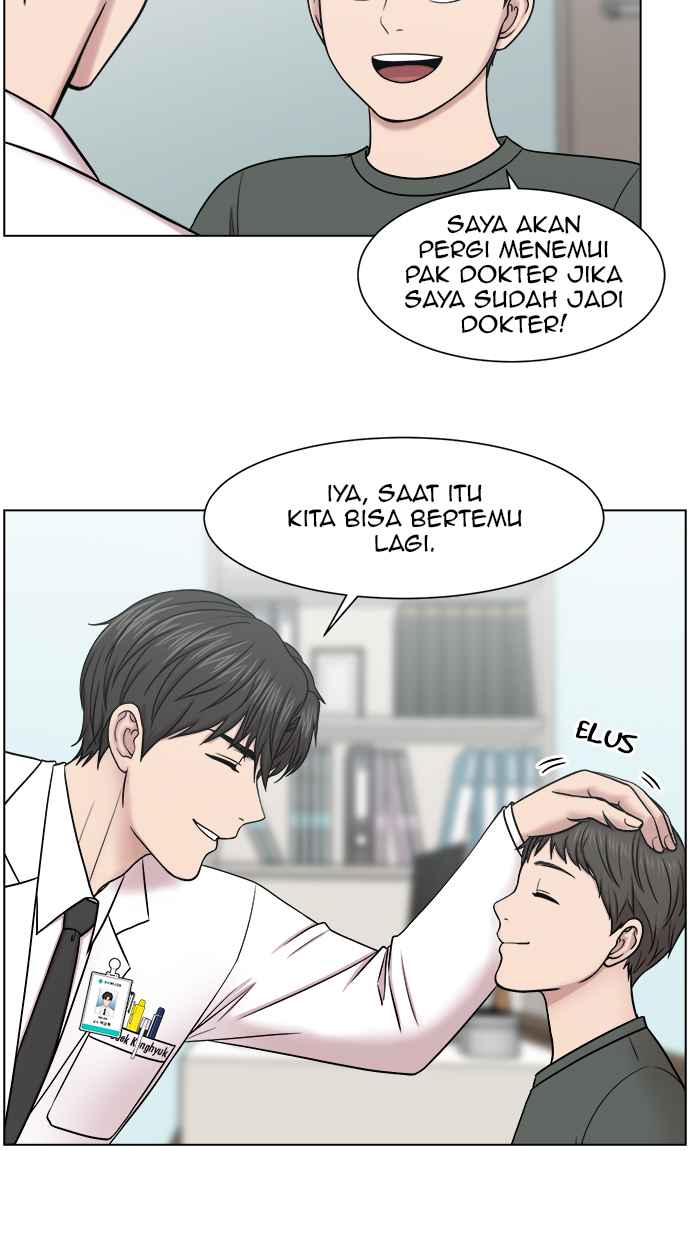 SAYA AKAN
PERGI MENEMUI
PAK DOKTER JIKA
SAYA SUDAH JADI
DOKTER!
IYA, SAAT ITU
KITA BISA BERTEMU
LAGI.
ELUS